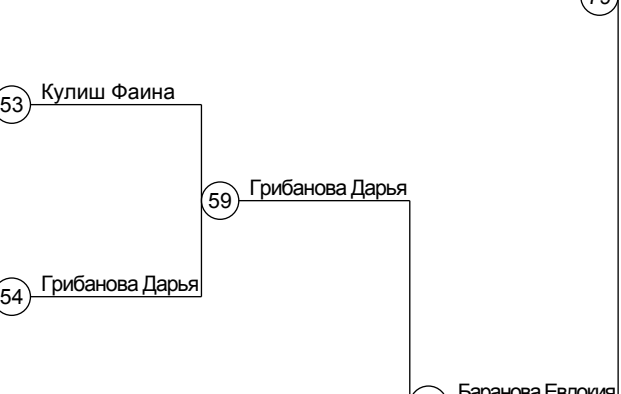 53 Кулиш Фаина
59 Грибанова Дарья
54 Грибанова Дарья
Баранова Евдокия